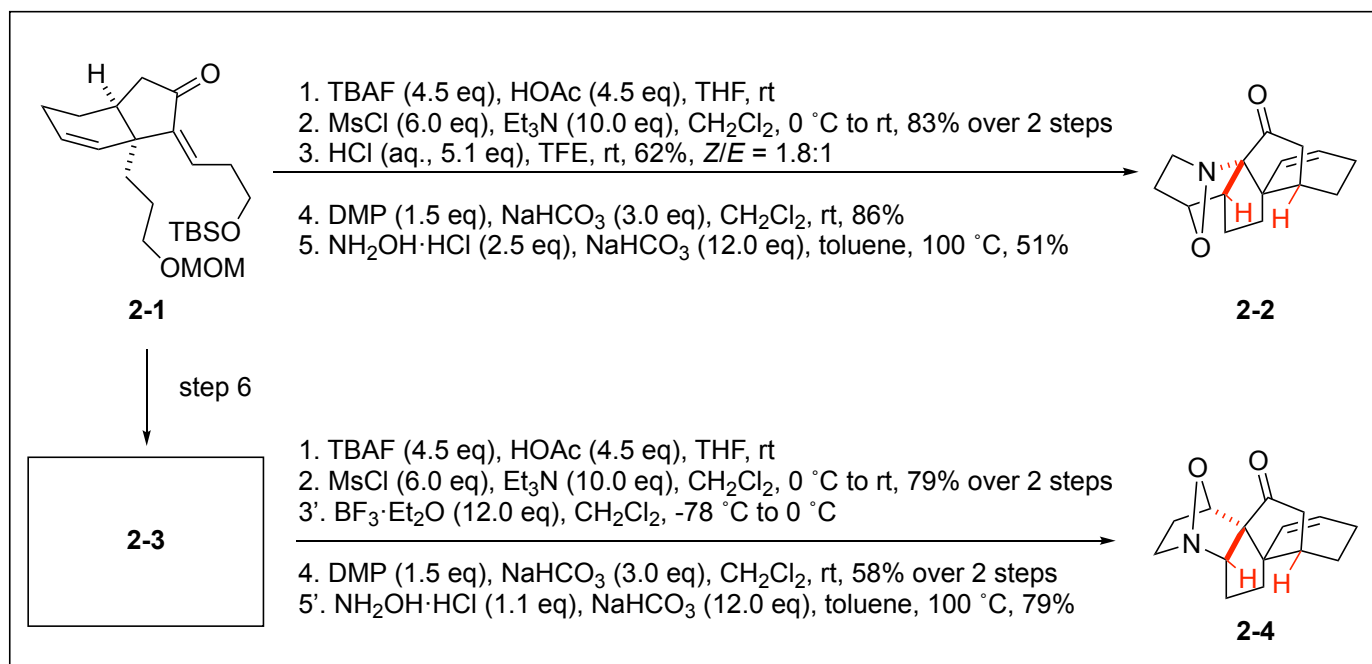 H
O
TBSO
OMOM
2-1
1. TBAF (4.5 eq), HOAc (4.5 eq), THF, rt
2. MsCl (6.0 eq), Et₃N (10.0 eq), CH₂Cl₂, 0 ˚C to rt, 83% over 2 steps
3. HCl (aq., 5.1 eq), TFE, rt, 62%, Z/E = 1.8:1
4. DMP (1.5 eq), NaHCO₃ (3.0 eq), CH₂Cl₂, rt, 86%
5. NH₂OH·HCl (2.5 eq), NaHCO₃ (12.0 eq), toluene, 100 ˚C, 51%
O
N
H
H
O
2-2
step 6
2-3
1. TBAF (4.5 eq), HOAc (4.5 eq), THF, rt
2. MsCl (6.0 eq), Et₃N (10.0 eq), CH₂Cl₂, 0 ˚C to rt, 79% over 2 steps
3'. BF₃·Et₂O (12.0 eq), CH₂Cl₂, -78 ˚C to 0 ˚C
4. DMP (1.5 eq), NaHCO₃ (3.0 eq), CH₂Cl₂, rt, 58% over 2 steps
5'. NH₂OH·HCl (1.1 eq), NaHCO₃ (12.0 eq), toluene, 100 ˚C, 79%
O
O
N
H
H
2-4